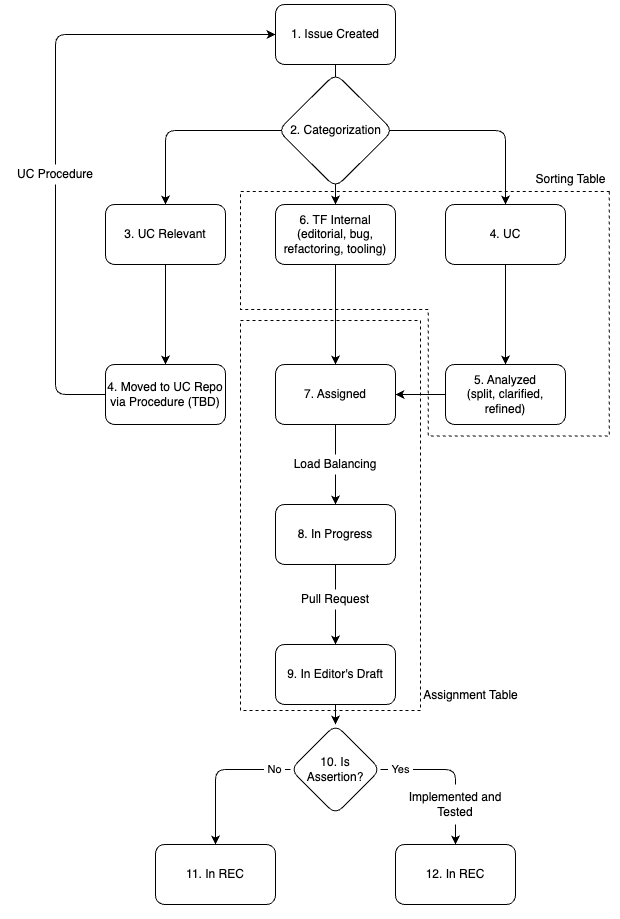 1. Issue Created
2. Categorization
UC Procedure
Sorting Table
3. UC Relevant
6. TF Internal
(editorial, bug,
refactoring, tooling)
4. UC
4. Moved to UC Repo
via Procedure (TBD)
7. Assigned
5. Analyzed
(split, clarified,
refined)
Load Balancing
8. In Progress
Pull Request
9. In Editor's Draft
Assignment Table
10. Is
Assertion?
No
Yes
Implemented and
Tested
11. In REC
12. In REC